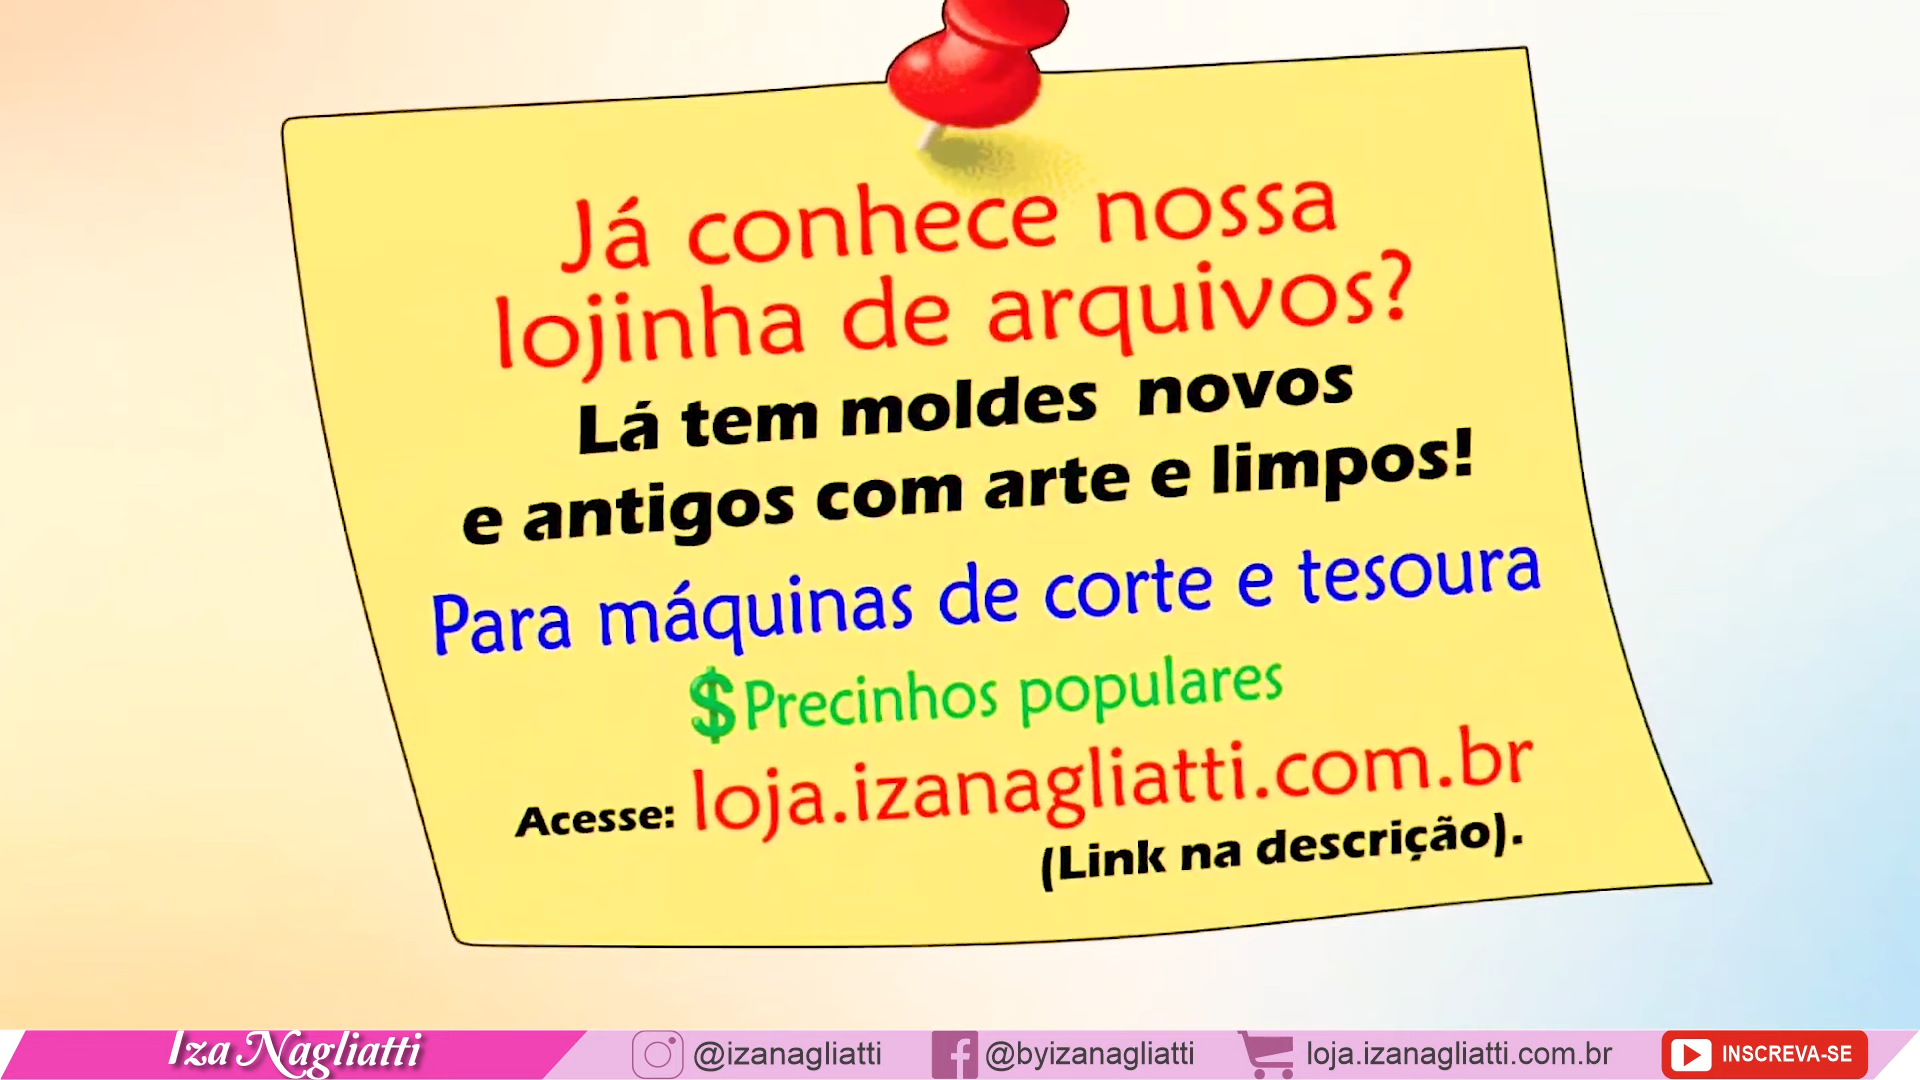 Já conhece nossa
lojinha de arquivos?
Lá tem moldes novos
e antigos com arte e limpos!
Para máquinas de corte e tesoura
$ Precinhos populares
Acesse: loja.izanagliatti.com.br
(Link na descrição).
Iza Nagliatti @izanagliatti @byizanagliatti loja.izanagliatti.com.br INSCREVA-SE